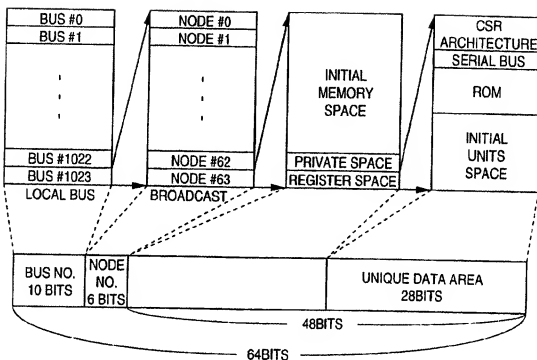 BUS #0
BUS #1
BUS #1022
BUS #1023
LOCAL BUS
NODE #0
NODE #1
NODE #62
NODE #63
BROADCAST
INITIAL
MEMORY
SPACE
PRIVATE SPACE
REGISTER SPACE
CSR
ARCHITECTURE
SERIAL BUS
ROM
INITIAL
UNITS
SPACE
BUS NO.
10 BITS
NODE
NO.
6 BITS
UNIQUE DATA AREA
28BITS
48BITS
64BITS